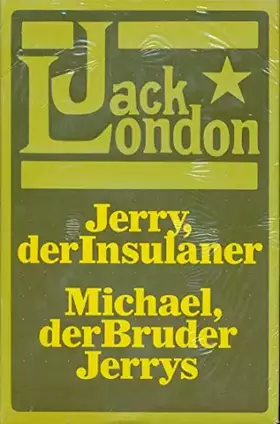 Jack
London
Jerry,
der Insulaner
Michael,
der Bruder
Jerrys